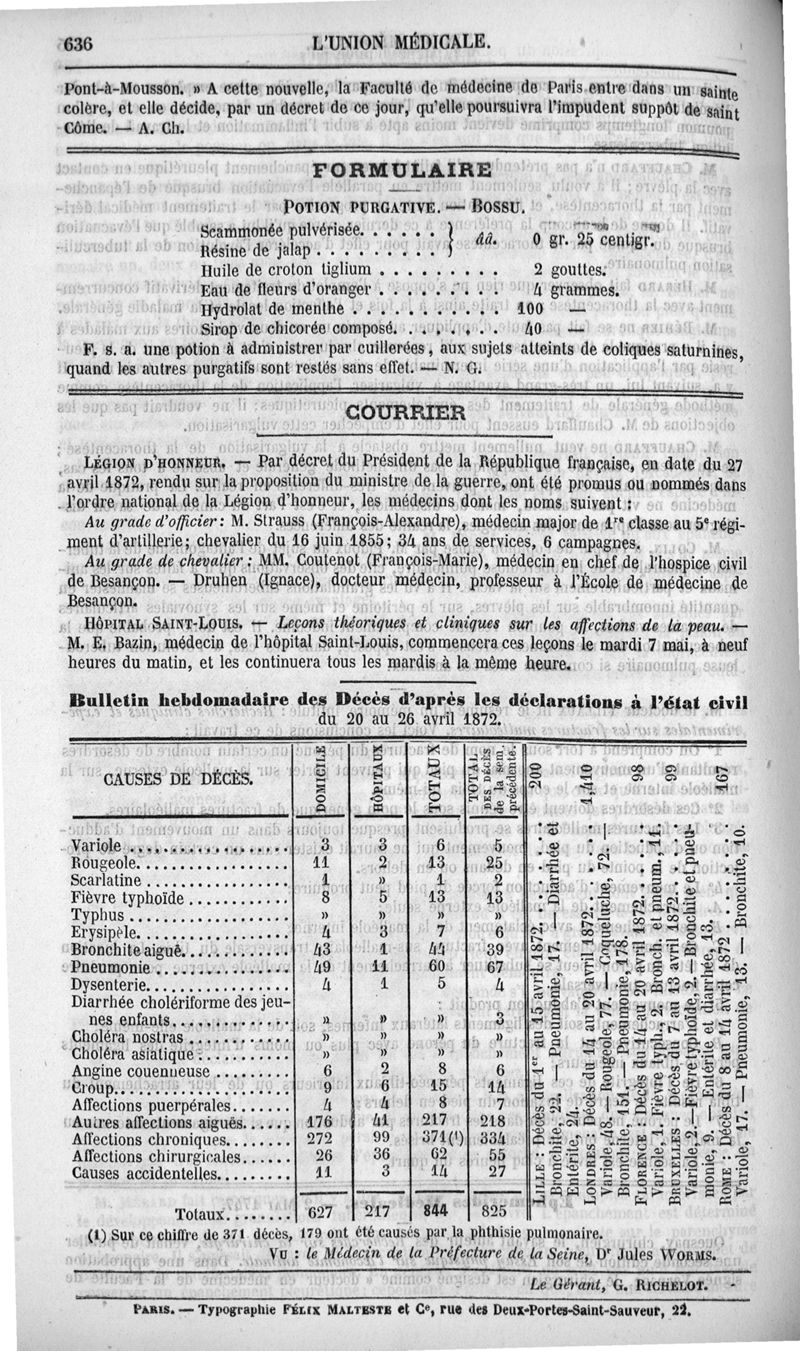 636 L'UNION MÉDICALE.
Pont-à-Mousson. » A cette nouvelle, la Faculté de médecine de Paris entre dans un sainte
colère, et elle décide, par un décret de ce jour, qu'elle poursuivra l'impudent suppôt de saint
Côme. — A. Ch.
FORMULAIRE
POTION PURGATIVE. — BOSSU.
Scammonée pulvérisée. . . . . . }
Résine de jalap . . . . . . . . . } áá. 0 gr. 25 centigr.
Huile de croton tiglium . . . . . . . . . 2 gouttes.
Eau de fleurs d'oranger . . . . . . . . . 4 grammes.
Hydrolat de menthe . . . . . . . . . . . 100 —
Sirop de chicorée composé. . . . . . . . 40 —
F. s. a. une potion à administrer par cuillerées, aux sujets atteints de coliques saturnines,
quand les autres purgatifs sont restés sans effet. — N. G.
COURRIER
LÉGION D'HONNEUR. — Par décret du Président de la République française, en date du 27
avril 1872, rendu sur la proposition du ministre de la guerre, ont été promus ou nommés dans
l'ordre national de la Légion d'honneur, les médecins dont les noms suivent :
Au grade d'officier : M. Strauss (François-Alexandre), médecin major de 1re classe au 5e régi-
ment d'artillerie; chevalier du 16 juin 1855; 34 ans de services, 6 campagnes.
Au grade de chevalier : MM. Coutenot (François-Marie), médecin en chef de l'hospice civil
de Besançon. — Druhen (Ignace), docteur médecin, professeur à l'École de médecine de
Besançon.
HÔPITAL SAINT-LOUIS. — Leçons théoriques et cliniques sur les affections de la peau. —
M. E. Bazin, médecin de l'hôpital Saint-Louis, commencera ces leçons le mardi 7 mai, à neuf
heures du matin, et les continuera tous les mardis à la même heure.
Bulletin hebdomadaire des Décès d'après les déclarations à l'état civil
du 20 au 26 avril 1872.
CAUSES DE DÉCÈS. DOMICILE HÔPITAUX TOTAUX TOTAL DES DÉCÈS de la sem. précédente.
Variole . . . . . . . . 3 3 6 5
Rougeole. . . . . . . . 11 2 13 25
Scarlatine . . . . . . . . 1 » 1 2
Fièvre typhoïde . . . . . . . . 8 5 13 13
Typhus . . . . . . . . » » » »
Erysipèle. . . . . . . . 4 3 7 6
Bronchite aiguë. . . . . . . . 43 1 44 39
Pneumonie . . . . . . . . 49 11 60 67
Dysenterie. . . . . . . . 4 1 5 4
Diarrhée cholériforme des jeu-
nes enfants. . . . . . . . » » » 3
Choléra nostras . . . . . . . . » » » »
Choléra asiatique . . . . . . . . » » » »
Angine couenneuse . . . . . . . . 6 2 8 6
Croup. . . . . . . . 9 6 15 14
Affections puerpérales. . . . . . . 4 4 8 7
Autres affections aiguës. . . . . . 176 41 217 218
Affections chroniques. . . . . . . 272 99 371(1) 334
Affections chirurgicales . . . . . . 26 36 62 55
Causes accidentelles. . . . . . . . 11 3 14 27
Totaux. . . . . . . . 627 217 844 825
LILLE : Décès du 1er au 15 avril 1872. . . . . . 200
Bronchite, 22. — Pneumonie, 17. — Diarrhée et
Entérite, 24.
LONDRES : Décès du 14 au 20 avril 1872. . . . . 1,410
Variole, 48. — Rougeole, 77. — Coqueluche, 72. —
Bronchite, 151. — Pneumonie, 178.
FLORENCE : Décès du 14 au 20 avril 1872. . . . . 98
Variole, 1. Fièvre typh., 2. Bronch. et pneum., 14.
BRUXELLES : Décès du 7 au 13 avril 1872. . . . . 99
Variole, 2. — Fièvre typhoïde, 2. — Bronchite et pneu-
monie, 9. — Entérite et diarrhée, 13.
ROME : Décès du 8 au 14 avril 1872 . . . . . 167
Variole, 17. — Pneumonie, 13. — Bronchite, 10.
(1) Sur ce chiffre de 371 décès, 179 ont été causés par la phthisie pulmonaire.
VU : le Médecin de la Préfecture de la Seine, Dr Jules WORMS.
Le Gérant, G. RICHELOT.
PARIS. — Typographie FÉLIX MALTESTE et Ce, rue des Deux-Portes-Saint-Sauveur, 22.